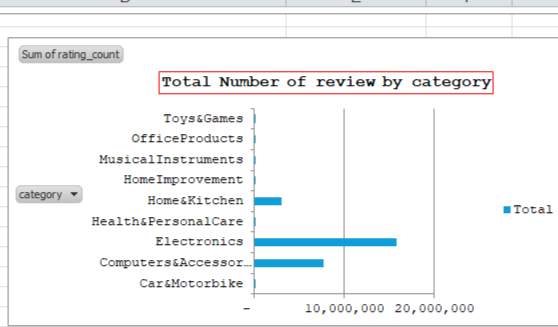 Sum of rating_count
Total Number of review by category
Toys&Games
OfficeProducts
MusicalInstruments
HomeImprovement
category
Home&Kitchen
Health&PersonalCare
Electronics
Computers&Accessor...
Car&Motorbike
Total
- 10,000,000 20,000,000